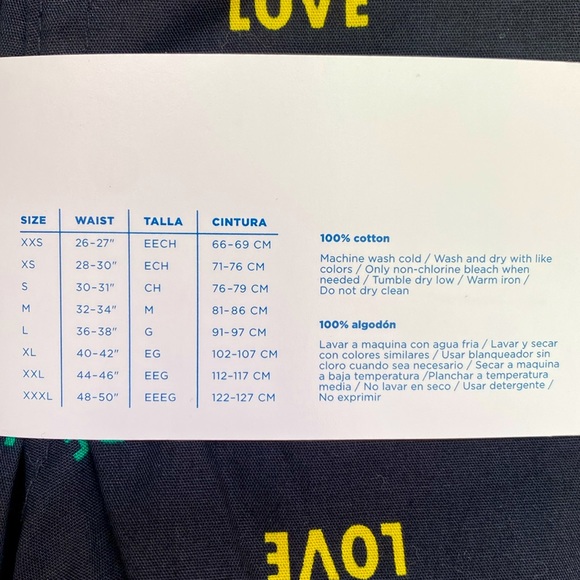 LOVE
SIZE WAIST TALLA CINTURA
XXS 26-27" EECH 66-69 CM
XS 28-30" ECH 71-76 CM
S 30-31" CH 76-79 CM
M 32-34" M 81-86 CM
L 36-38" G 91-97 CM
XL 40-42" EG 102-107 CM
XXL 44-46" EEG 112-117 CM
XXXL 48-50" EEEG 122-127 CM
100% cotton
Machine wash cold / Wash and dry with like
colors / Only non-chlorine bleach when
needed / Tumble dry low / Warm iron /
Do not dry clean
100% algodón
Lavar a maquina con agua fria / Lavar y secar
con colores similares / Usar blanqueador sin
cloro cuando sea necesario / Secar a maquina
a baja temperatura /Planchar a temperatura
media / No lavar en seco / Usar detergente /
No exprimir
LOVE